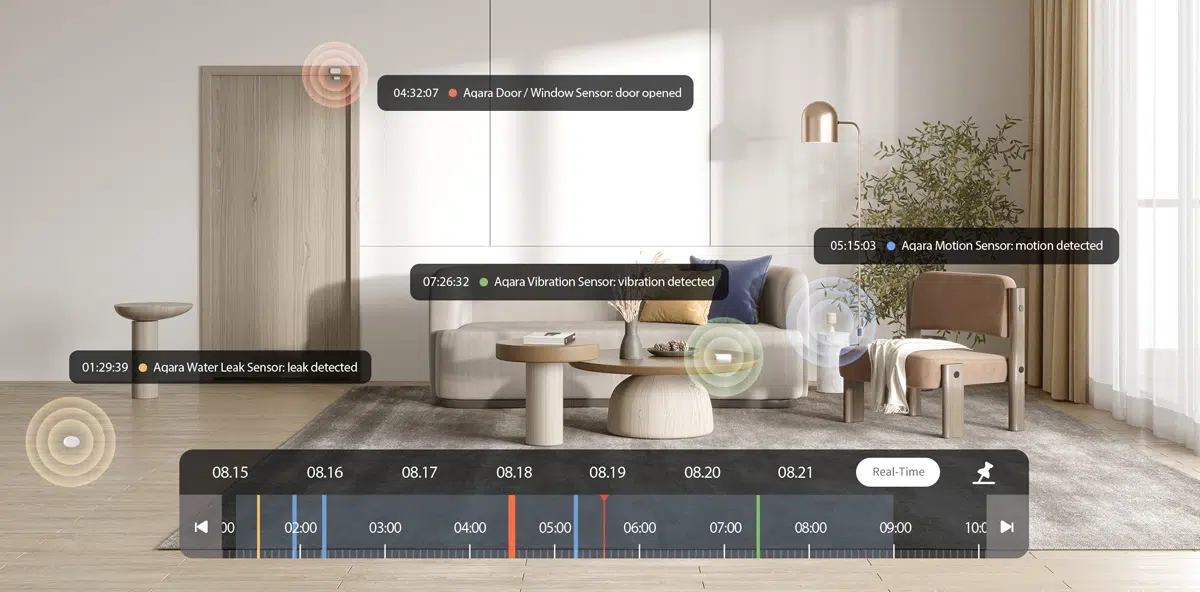 04:32:07 Aqara Door / Window Sensor: door opened
05:15:03 Aqara Motion Sensor: motion detected
07:26:32 Aqara Vibration Sensor: vibration detected
01:29:39 Aqara Water Leak Sensor: leak detected
08.15 08.16 08.17 08.18 08.19 08.20 08.21 Real-Time
00 02:00 03:00 04:00 05:00 06:00 07:00 08:00 09:00 10:0